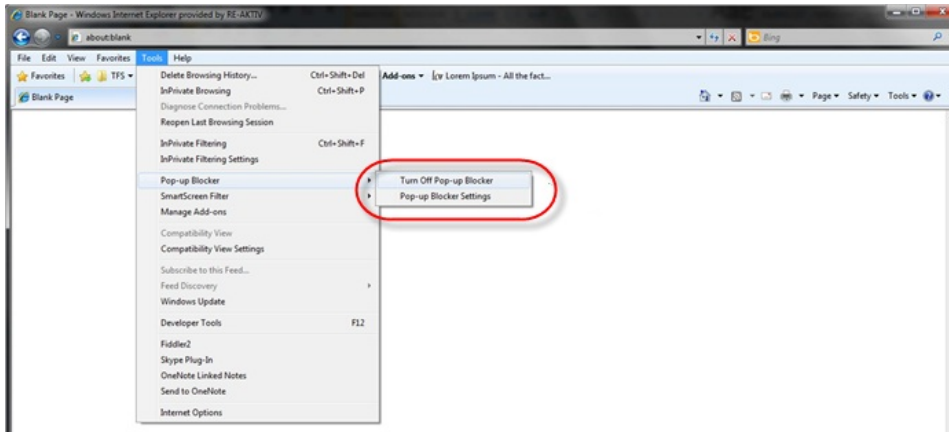 Blank Page - Windows Internet Explorer provided by RE-AKTIV
about:blank
Bing
File Edit View Favorites Tools Help
Favorites TFS Add-ons Lorem Ipsum - All the fact...
Blank Page Page Safety Tools
Delete Browsing History... Ctrl+Shift+Del
InPrivate Browsing Ctrl+Shift+P
Diagnose Connection Problems...
Reopen Last Browsing Session
InPrivate Filtering Ctrl+Shift+F
InPrivate Filtering Settings
Pop-up Blocker Turn Off Pop-up Blocker
SmartScreen Filter Pop-up Blocker Settings
Manage Add-ons
Compatibility View
Compatibility View Settings
Subscribe to this Feed...
Feed Discovery
Windows Update
Developer Tools F12
Fiddler2
Skype Plug-In
OneNote Linked Notes
Send to OneNote
Internet Options